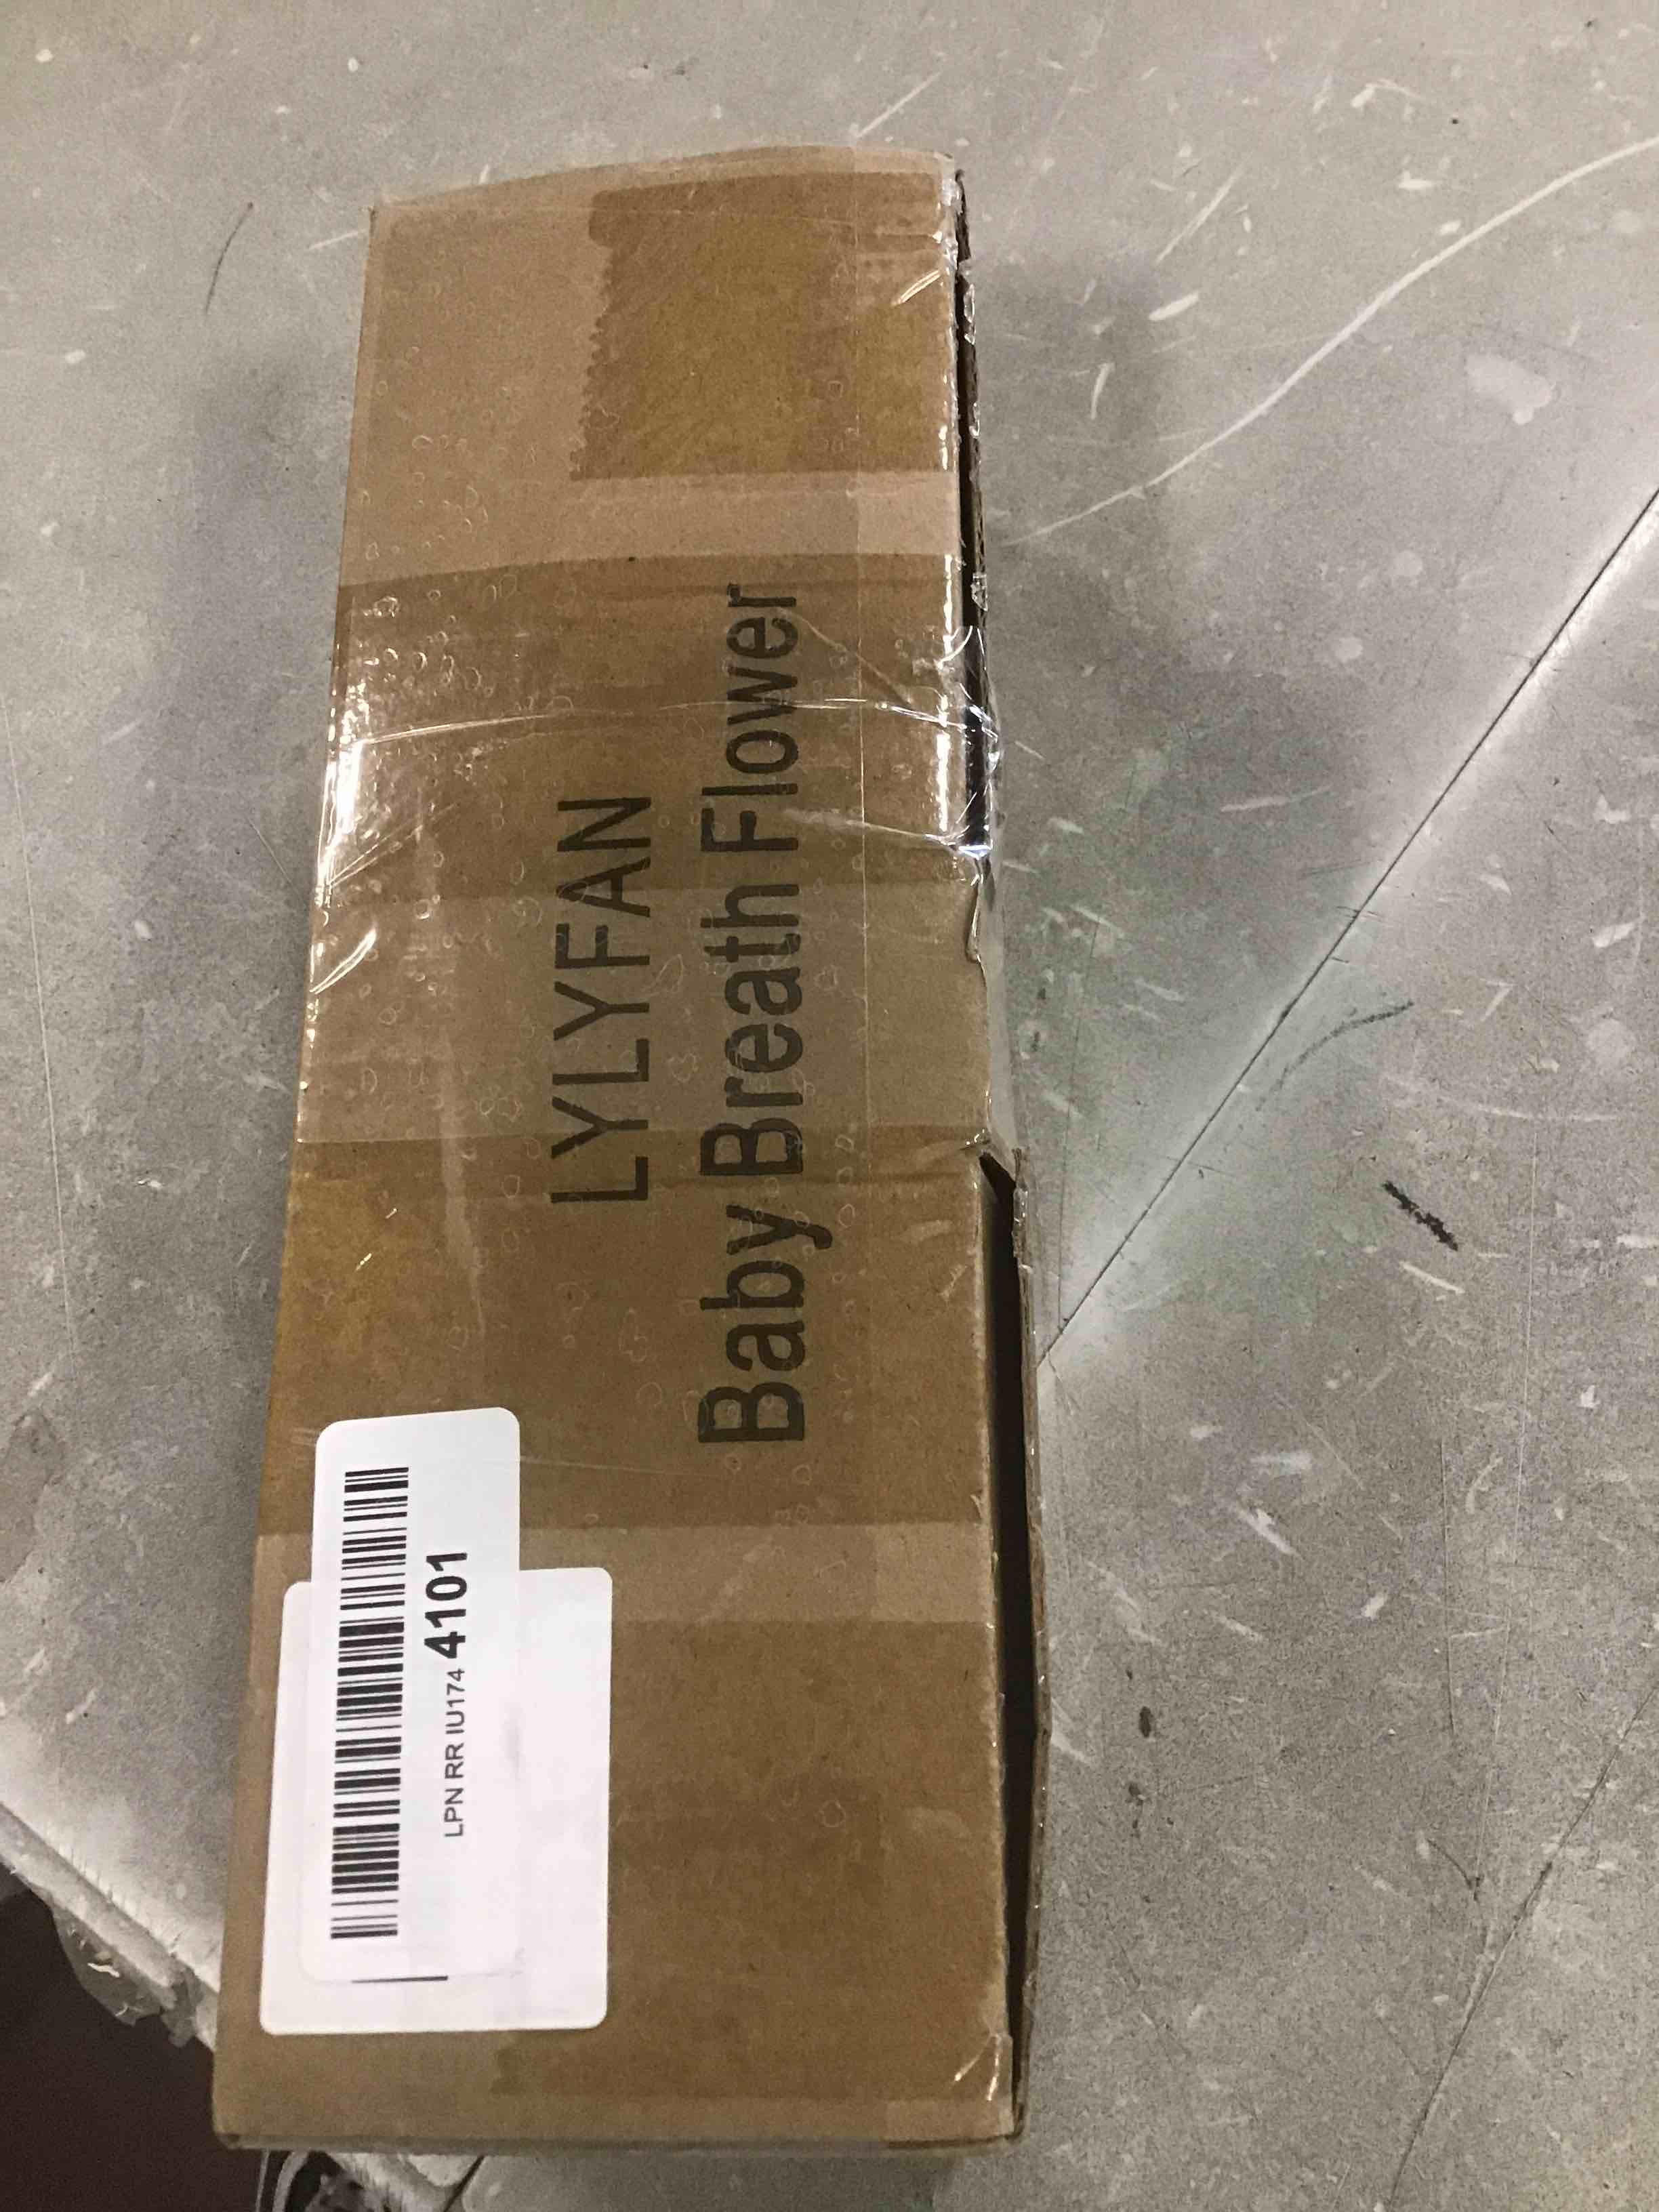 LYLYFAN
Baby Breath Flower
LPN RR IU174 4101